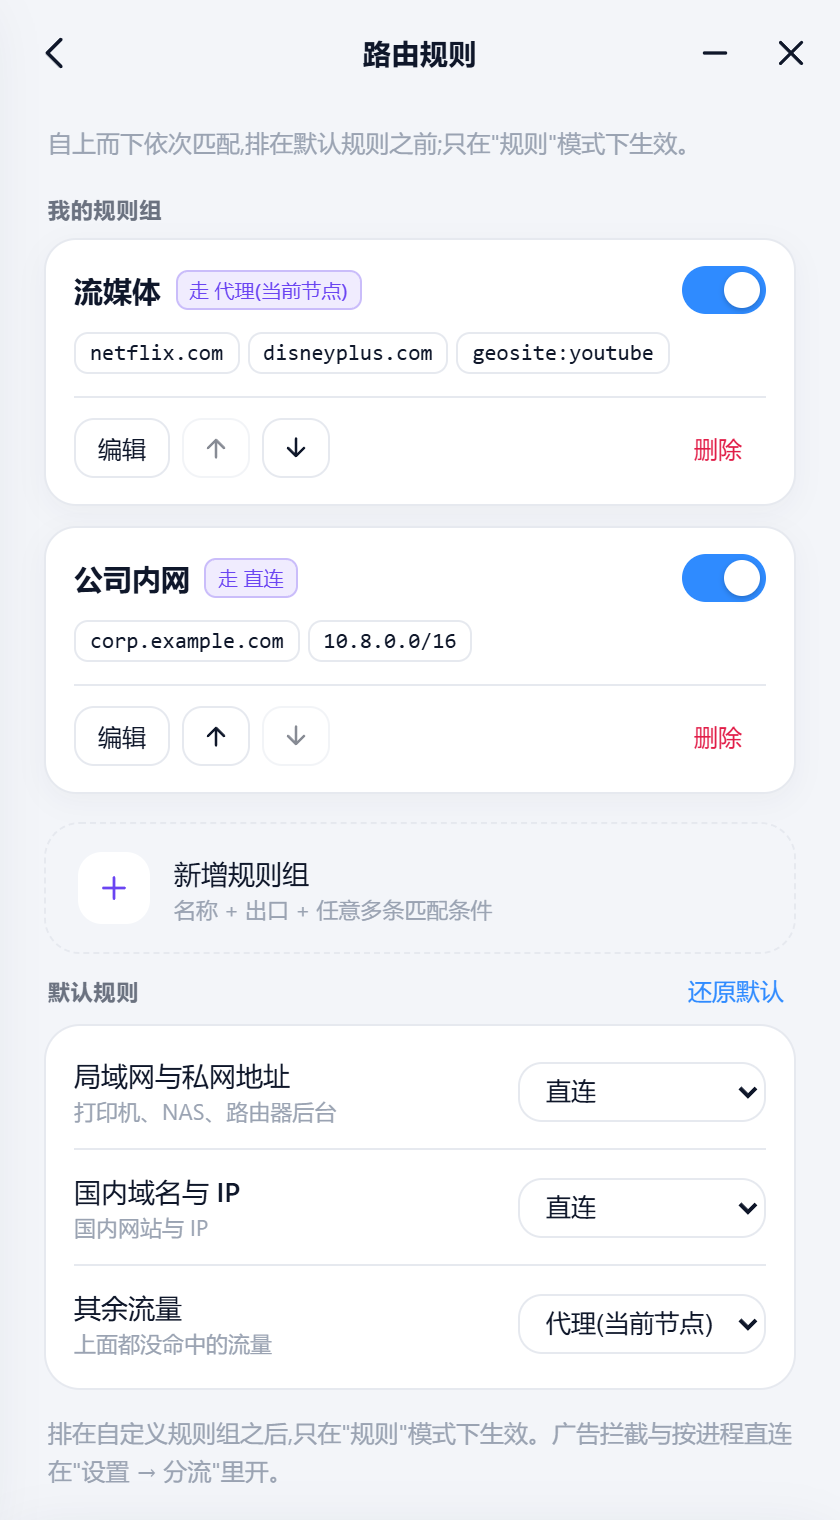 路由规则
自上而下依次匹配,排在默认规则之前;只在"规则"模式下生效。
我的规则组
流媒体 走 代理(当前节点)
netflix.com disneyplus.com geosite:youtube
编辑 ↑ ↓ 删除
公司内网 走 直连
corp.example.com 10.8.0.0/16
编辑 ↑ ↓ 删除
+ 新增规则组
名称 + 出口 + 任意多条匹配条件
默认规则 还原默认
局域网与私网地址 直连
打印机、NAS、路由器后台
国内域名与 IP 直连
国内网站与 IP
其余流量 代理(当前节点)
上面都没命中的流量
排在自定义规则组之后,只在"规则"模式下生效。广告拦截与按进程直连
在"设置 → 分流"里开。